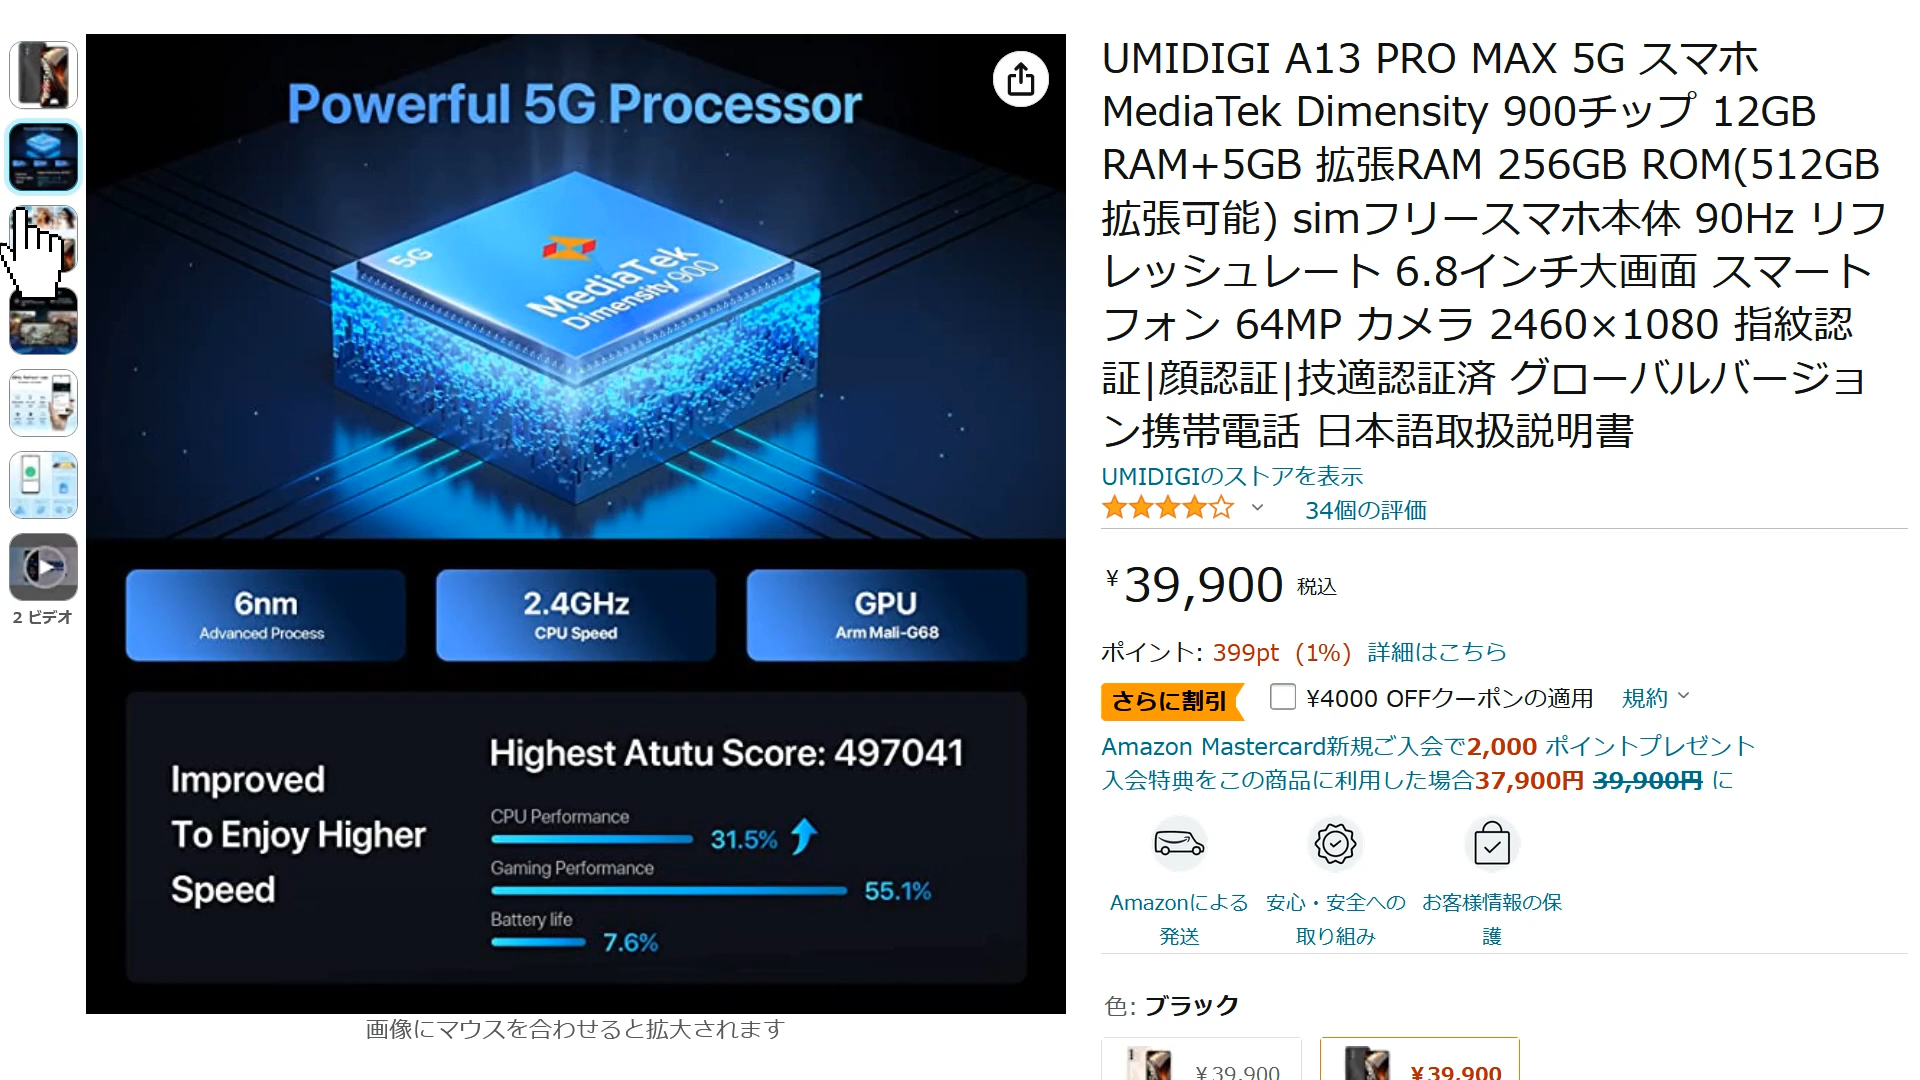 Powerful 5G Processor
5G
MediaTek
Dimensity 900
6nm
Advanced Process
2.4GHz
CPU Speed
GPU
Arm Mali-G68
Improved
To Enjoy Higher
Speed
Highest Atutu Score: 497041
CPU Performance
31.5%
Gaming Performance
55.1%
Battery life
7.6%
画像にマウスを合わせると拡大されます
2 ビデオ
UMIDIGI A13 PRO MAX 5G スマホ
MediaTek Dimensity 900チップ 12GB
RAM+5GB 拡張RAM 256GB ROM(512GB
拡張可能) simフリースマホ本体 90Hz リフ
レッシュレート 6.8インチ大画面 スマート
フォン 64MP カメラ 2460×1080 指紋認
証|顔認証|技適認証済 グローバルバージョ
ン携帯電話 日本語取扱説明書
UMIDIGIのストアを表示
34個の評価
¥39,900 税込
ポイント: 399pt (1%) 詳細はこちら
さらに割引 ¥4000 OFFクーポンの適用 規約
Amazon Mastercard新規ご入会で2,000 ポイントプレゼント
入会特典をこの商品に利用した場合37,900円 39,900円 に
Amazonによる
発送
安心・安全への
取り組み
お客様情報の保
護
色: ブラック
¥39,900
¥39,900